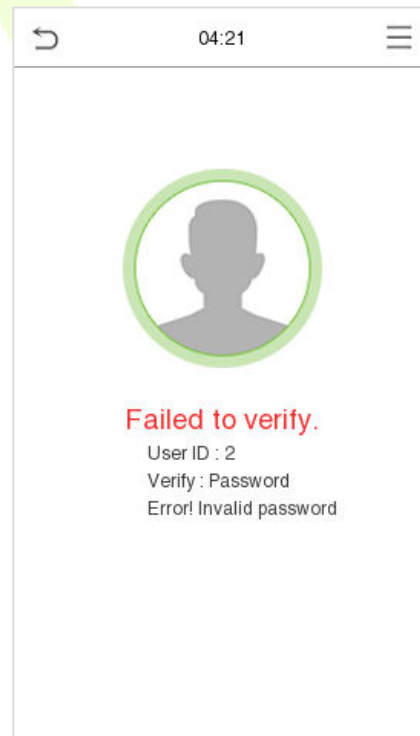 04:21
Failed to verify.
User ID : 2
Verify : Password
Error! Invalid password